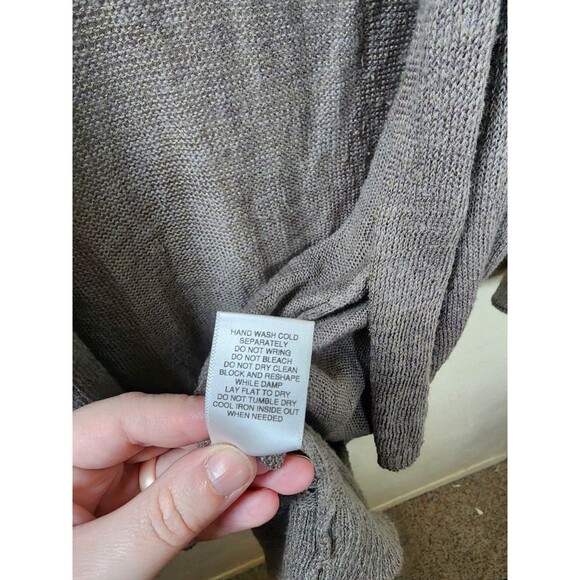 HAND WASH COLD
SEPARATELY
DO NOT WRING
DO NOT BLEACH
DO NOT DRY CLEAN
BLOCK AND RESHAPE
WHILE DAMP
LAY FLAT TO DRY
DO NOT TUMBLE DRY
COOL IRON INSIDE OUT
WHEN NEEDED